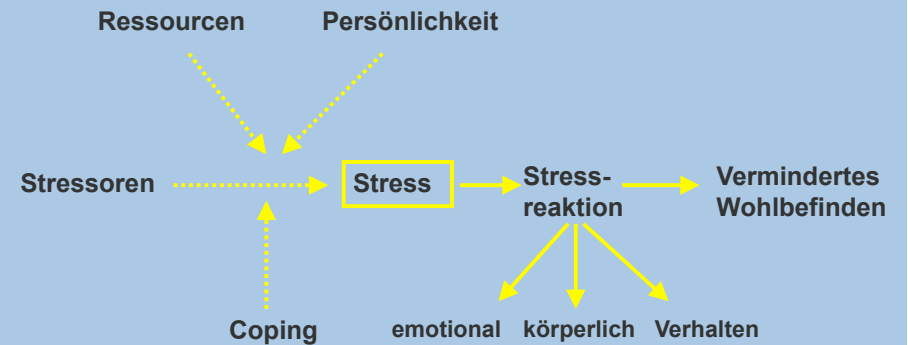 Ressourcen Persönlichkeit
Stressoren Stress Stress-
reaktion Vermindertes
Wohlbefinden
Coping emotional körperlich Verhalten